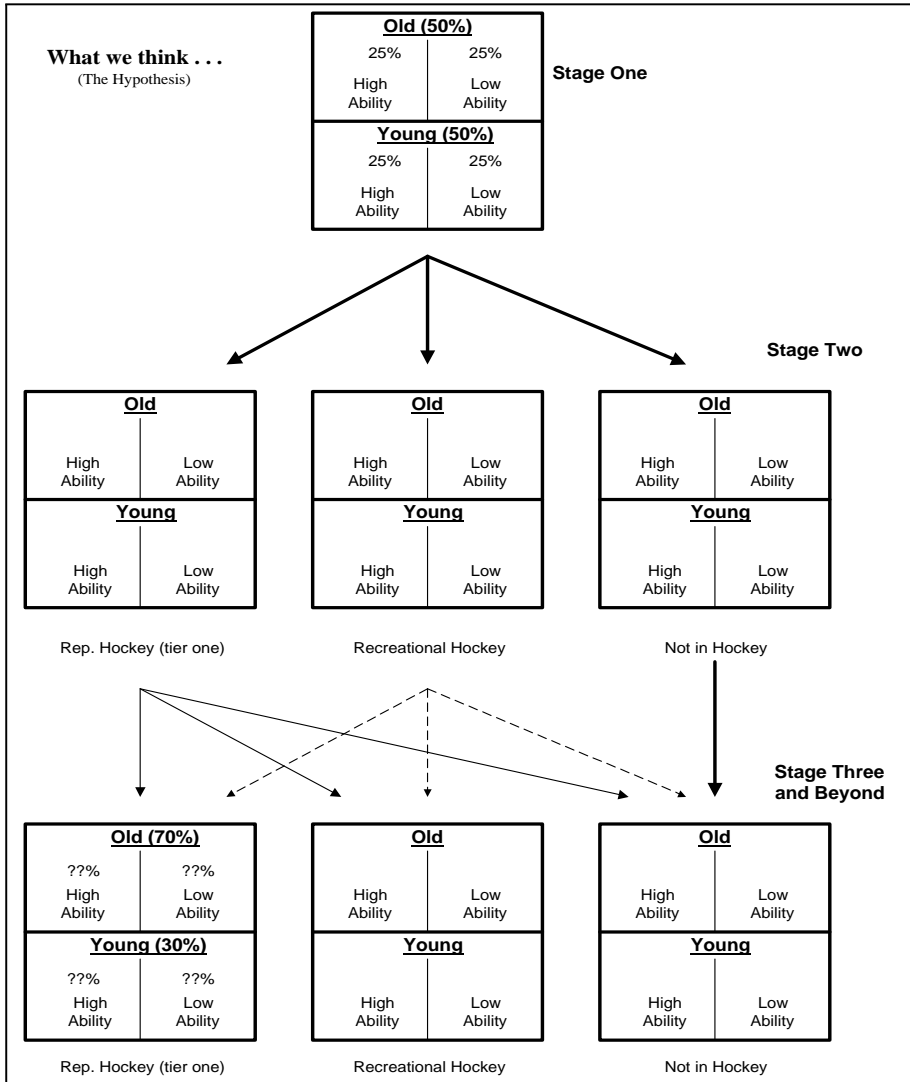 What we think . . .
(The Hypothesis)
Old (50%)
25% 25%
High Low
Ability Ability
Stage One
Young (50%)
25% 25%
High Low
Ability Ability
Stage Two
Old
High Low
Ability Ability
Young
High Low
Ability Ability
Rep. Hockey (tier one)
Old
High Low
Ability Ability
Young
High Low
Ability Ability
Recreational Hockey
Old
High Low
Ability Ability
Young
High Low
Ability Ability
Not in Hockey
Stage Three
and Beyond
Old (70%)
??% ??%
High Low
Ability Ability
Young (30%)
??% ??%
High Low
Ability Ability
Rep. Hockey (tier one)
Old
High Low
Ability Ability
Young
High Low
Ability Ability
Recreational Hockey
Old
High Low
Ability Ability
Young
High Low
Ability Ability
Not in Hockey